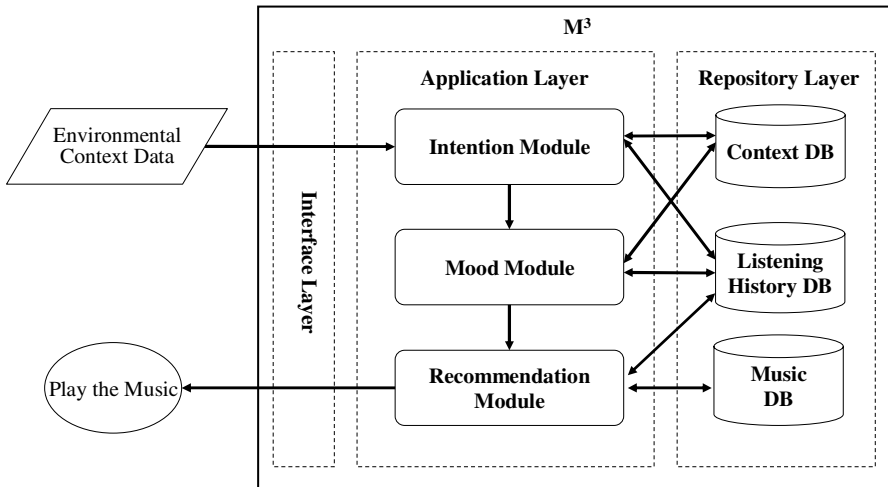 M³
Application Layer
Repository Layer
Environmental
Context Data
Intention Module
Context DB
Interface Layer
Mood Module
Listening
History DB
Play the Music
Recommendation
Module
Music
DB